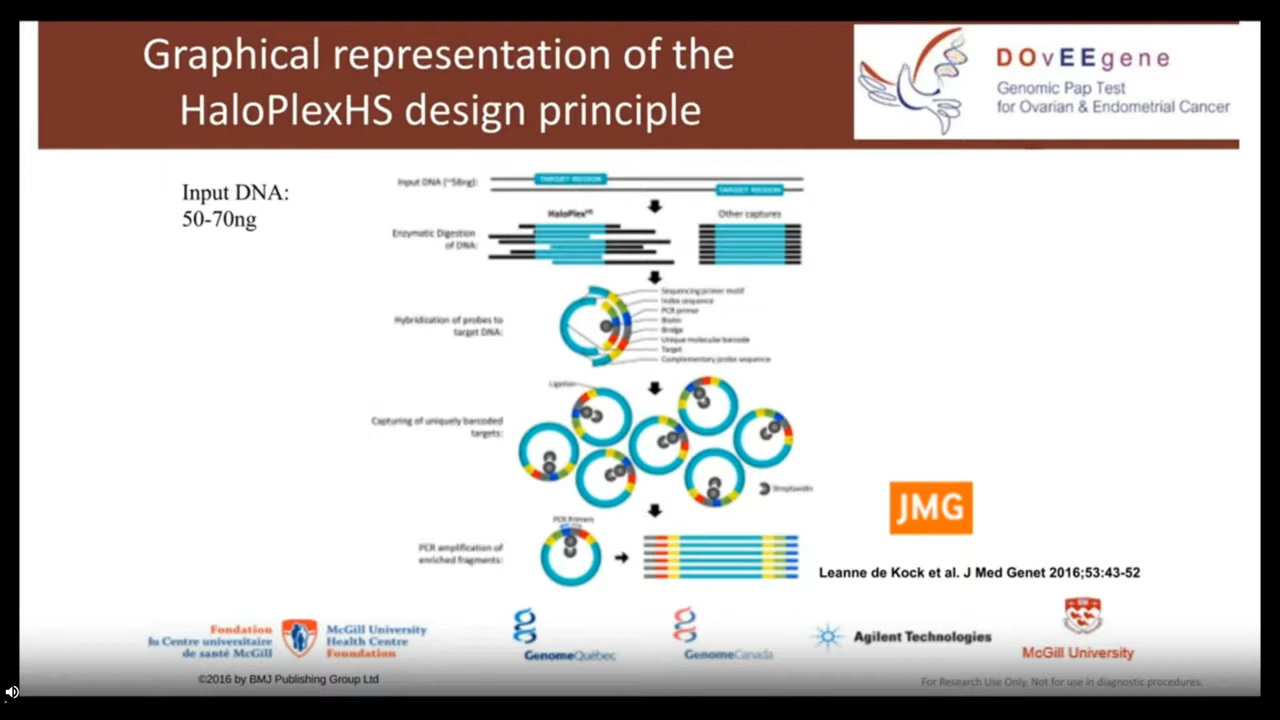 Graphical representation of the
HaloPlexHS design principle
DOvEEgene
Genomic Pap Test
for Ovarian & Endometrial Cancer
Input DNA:
50-70ng
Input DNA (~50ng):
TARGET REGION
TARGET REGION
HaloPlexHS
Other captures
Enzymatic Digestion
of DNA:
Hybridization of probes to
target DNA:
Sequencing primer motif
Index sequence
PCR primer
Biotin
Bridge
Unique molecular barcode
Target
Complementary probe sequence
Ligation
Capturing of uniquely barcoded
targets:
Streptavidin
PCR Primers
PCR amplification of
enriched fragments:
JMG
Leanne de Kock et al. J Med Genet 2016;53:43-52
Fondation
du Centre universitaire
de santé McGill
McGill University
Health Centre
Foundation
GenomeQuébec
GenomeCanada
Agilent Technologies
McGill University
©2016 by BMJ Publishing Group Ltd
For Research Use Only. Not for use in diagnostic procedures.